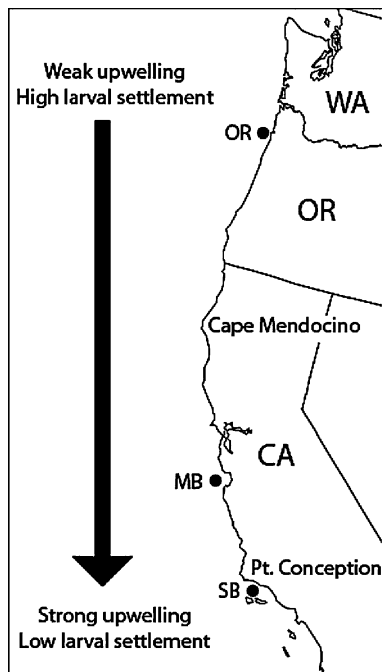 Weak upwelling
High larval settlement
WA
OR
OR
Cape Mendocino
CA
MB
Pt. Conception
SB
Strong upwelling
Low larval settlement